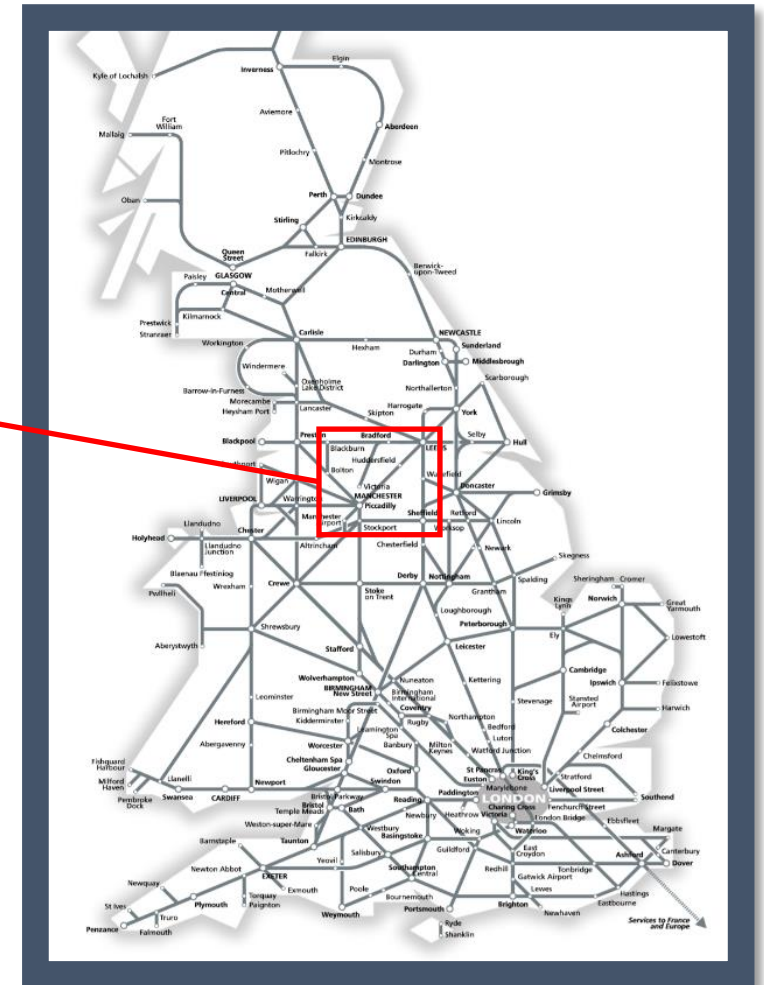 Elgin
Inverness
Kyle of Lochalsh
Aviemore
Fort
William
Mallaig
Aberdeen
Pitlochry
Montrose
Perth
Dundee
Oban
Stirling
Kirkcaldy
EDINBURGH
Queen
Street
Falkirk
Berwick-
upon-Tweed
Paisley
GLASGOW
Central
Motherwell
Prestwick
Kilmarnock
Stranraer
Carlisle
NEWCASTLE
Workington
Hexham
Durham
Sunderland
Darlington
Middlesbrough
Windermere
Oxenholme
Lake District
Northallerton
Scarborough
Barrow-in-Furness
Morecambe
Heysham Port
Lancaster
Harrogate
Skipton
York
Blackpool
Preston
Bradford
Selby
Hull
Blackburn
LEEDS
Huddersfield
Bolton
Wakefield
Wigan
Victoria
Doncaster
Grimsby
LIVERPOOL
Warrington
MANCHESTER
Piccadilly
Sheffield
Retford
Manchester
Stockport
Worksop
Lincoln
Llandudno
Holyhead
Chester
Llandudno
Junction
Altrincham
Chesterfield
Newark
Skegness
Blaenau Ffestiniog
Wrexham
Crewe
Stoke
on Trent
Derby
Nottingham
Spalding
Sheringham
Cromer
Pwllheli
Grantham
Kings
Lynn
Norwich
Great
Yarmouth
Loughborough
Peterborough
Shrewsbury
Ely
Lowestoft
Aberystwyth
Stafford
Leicester
Cambridge
Wolverhampton
Nuneaton
Kettering
Ipswich
Felixstowe
BIRMINGHAM
New Street
Birmingham
International
Leominster
Stevenage
Stansted
Airport
Harwich
Birmingham Moor Street
Coventry
Hereford
Kidderminster
Rugby
Northampton
Colchester
Leamington
Spa
Bedford
Abergavenny
Worcester
Banbury
Milton
Keynes
Luton
Watford Junction
Chelmsford
Fishguard
Harbour
Cheltenham Spa
Gloucester
Oxford
St Pancras
King's
Cross
Euston
Stratford
Milford
Haven
Llanelli
Newport
Swindon
Marylebone
Liverpool Street
Pembroke
Dock
Swansea
CARDIFF
Bristol Parkway
Reading
Paddington
LONDON
Fenchurch Street
Southend
Bristol
Temple Meads
Bath
Newbury
Heathrow
Victoria
Charing Cross
London Bridge
Ebbsfleet
Weston-super-Mare
Westbury
Basingstoke
Woking
Waterloo
Margate
Barnstaple
Taunton
Salisbury
Guildford
East
Croydon
Canterbury
Newton Abbot
Yeovil
Southampton
Central
Redhill
Gatwick Airport
Tonbridge
Ashford
Dover
Newquay
EXETER
Exmouth
Poole
Lewes
Hastings
St Ives
Plymouth
Torquay
Paignton
Bournemouth
Portsmouth
Brighton
Newhaven
Eastbourne
Truro
Weymouth
Penzance
Falmouth
Ryde
Shanklin
Services to France
and Europe